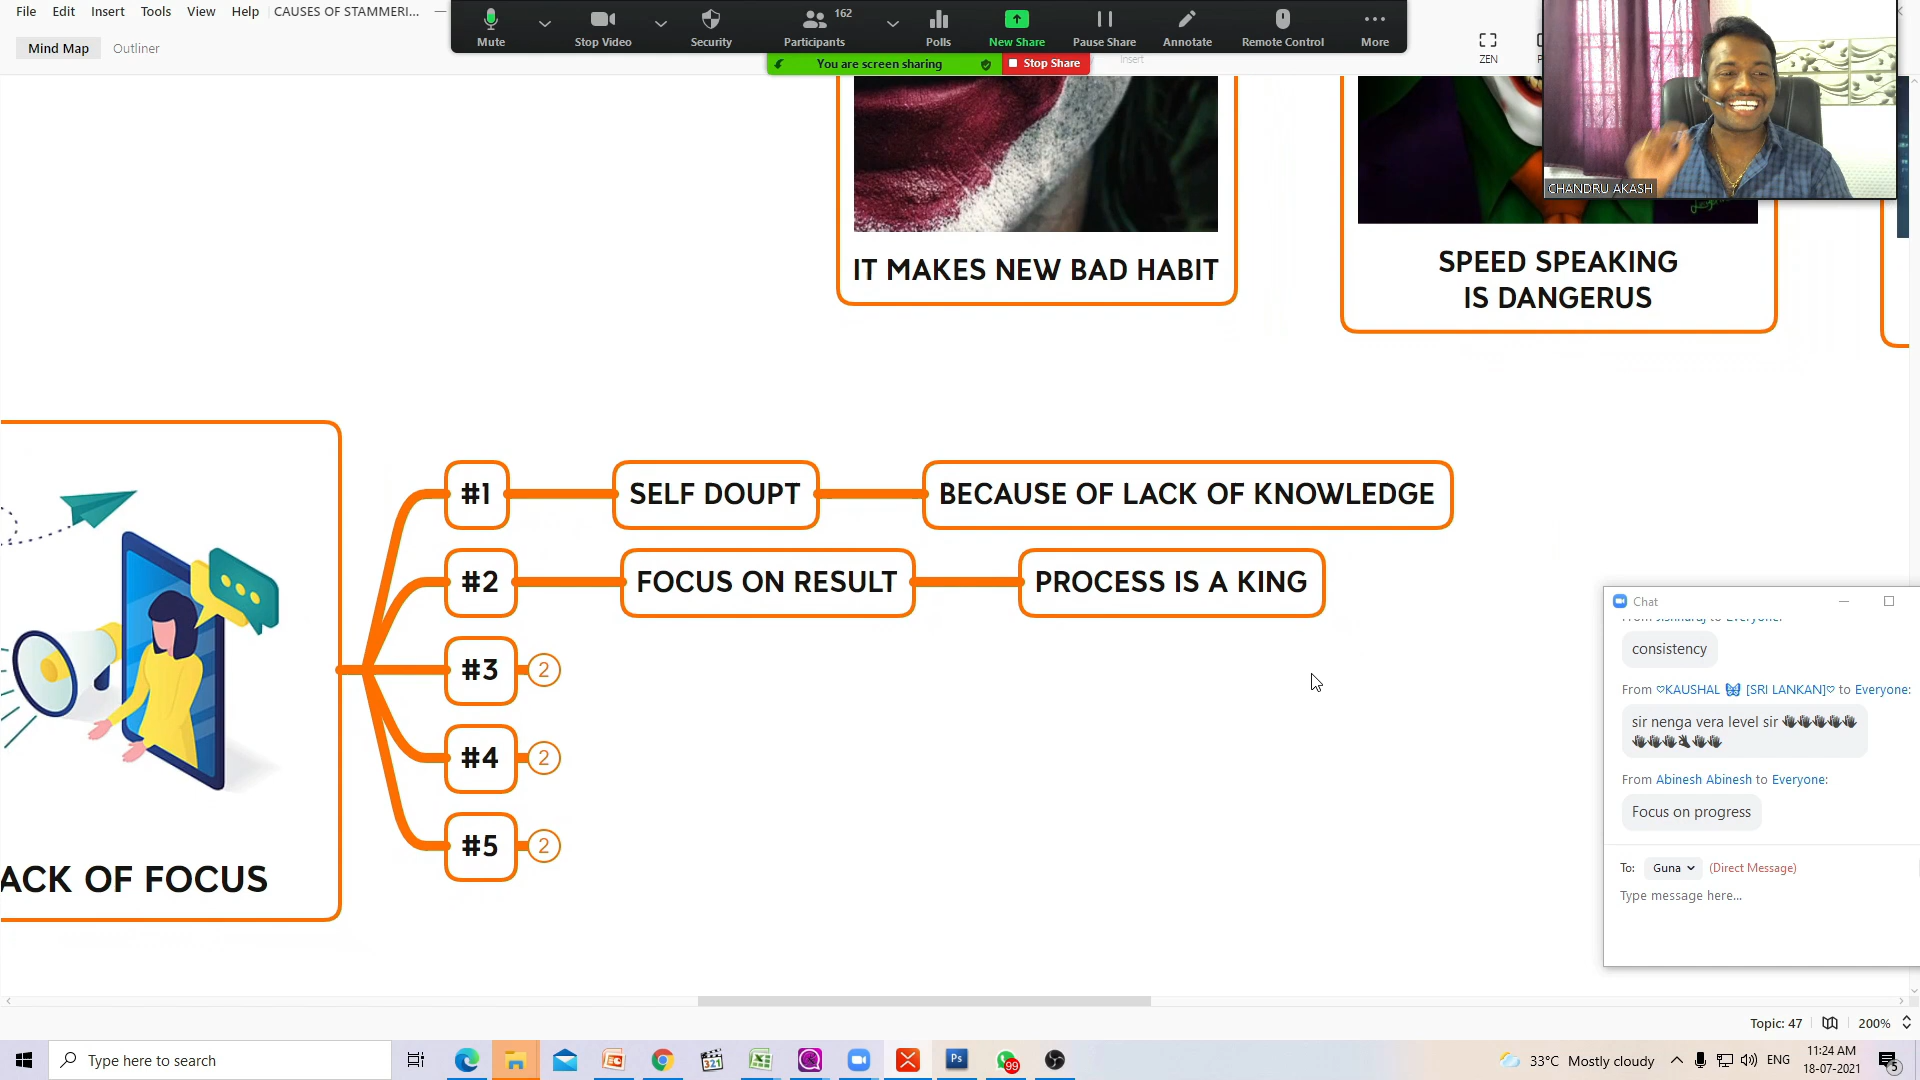 File Edit Insert Tools View Help CAUSES OF STAMMERI...
Mute Stop Video Security Participants 162 Polls New Share Pause Share Annotate Remote Control More
Mind Map Outliner
ZEN
You are screen sharing Stop Share
Insert
CHANDRU AKASH
IT MAKES NEW BAD HABIT
SPEED SPEAKING
IS DANGERUS
#1 SELF DOUPT BECAUSE OF LACK OF KNOWLEDGE
#2 FOCUS ON RESULT PROCESS IS A KING
#3 2
#4 2
#5 2
ACK OF FOCUS
Chat
consistency
From ♡KAUSHAL 🦋 [SRI LANKAN]♡ to Everyone:
sir nenga vera level sir
From Abinesh Abinesh to Everyone:
Focus on progress
To: Guna (Direct Message)
Type message here...
Topic: 47 200%
Type here to search
321
Ps
99
33°C Mostly cloudy ENG
11:24 AM
18-07-2021
5